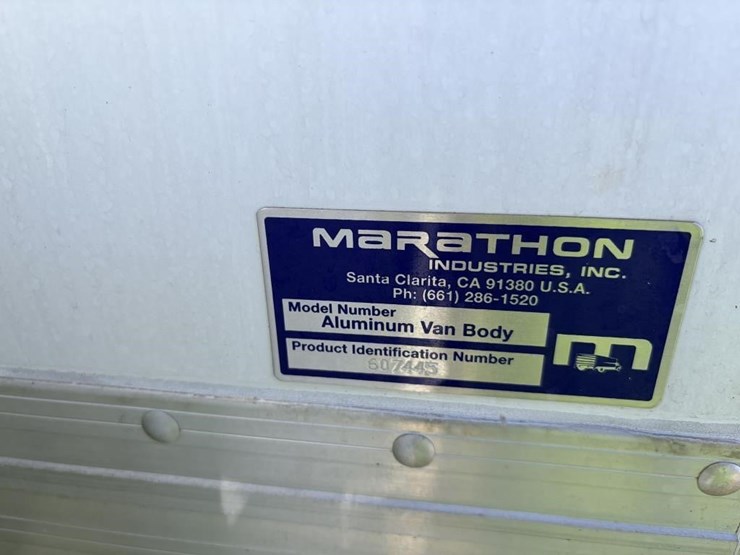 MARATHON
INDUSTRIES, INC.
Santa Clarita, CA 91380 U.S.A.
Ph: (661) 286-1520
Model Number
Aluminum Van Body
Product Identification Number
607445
m